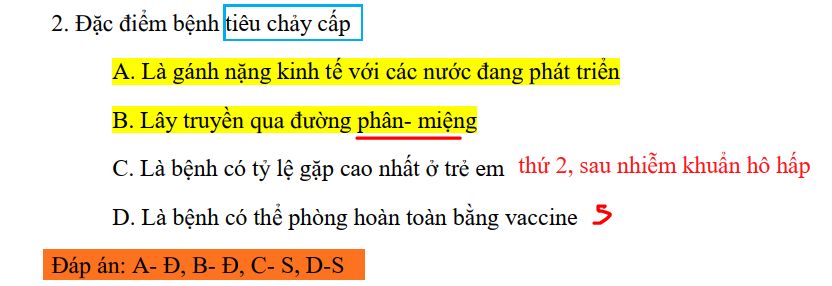 2. Đặc điểm bệnh tiêu chảy cấp
A. Là gánh nặng kinh tế với các nước đang phát triển
B. Lây truyền qua đường phân- miệng
C. Là bệnh có tỷ lệ gặp cao nhất ở trẻ em thứ 2, sau nhiễm khuẩn hô hấp
D. Là bệnh có thể phòng hoàn toàn bằng vaccine S
Đáp án: A- Đ, B- Đ, C- S, D-S